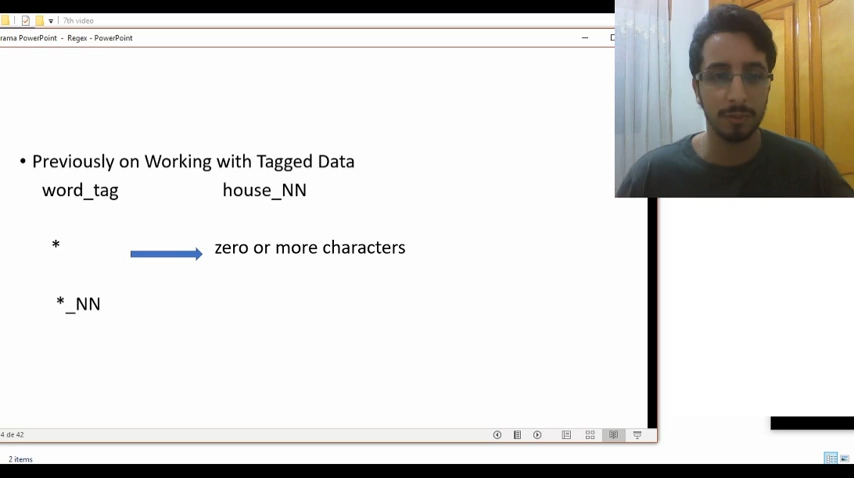 7th video
rama PowerPoint - Regex - PowerPoint
• Previously on Working with Tagged Data
word_tag house_NN
* zero or more characters
*_NN
4 de 42
2 items